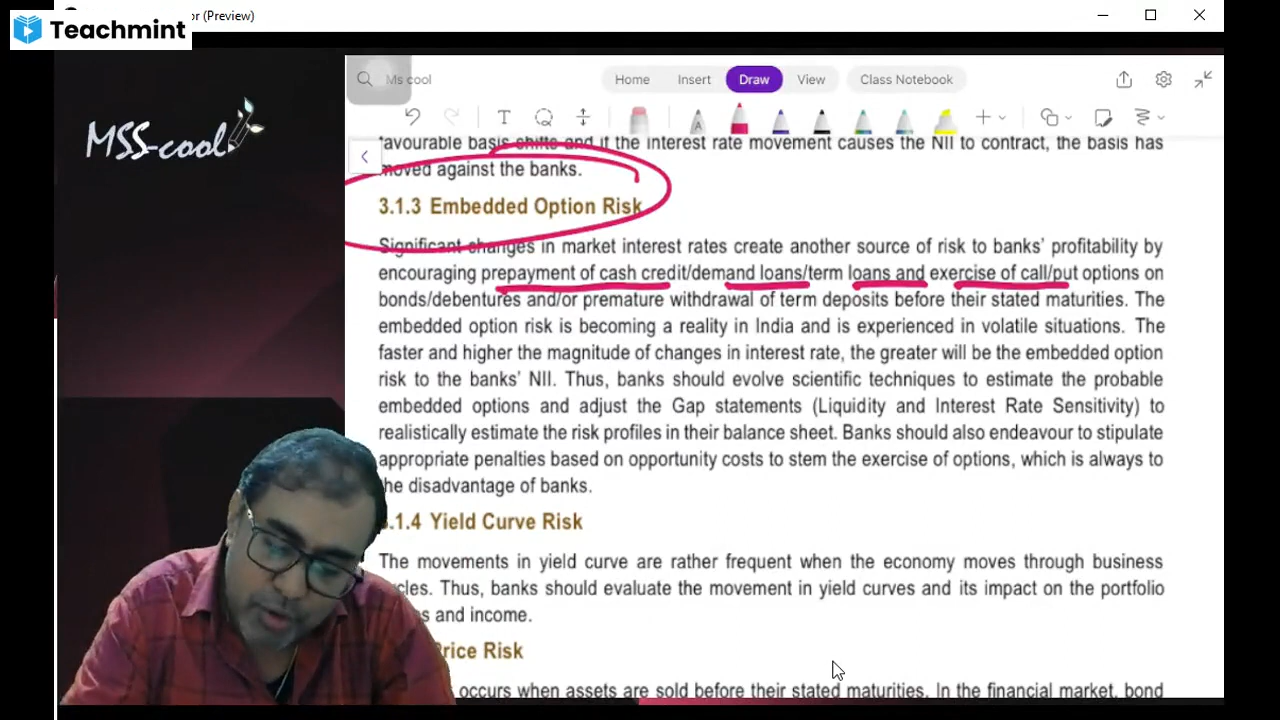 Teachmint
or (Preview)
Ms cool
Home
Insert
Draw
View
Class Notebook
MSS-cool
favourable basis shifts and if the interest rate movement causes the NII to contract, the basis has
moved against the banks.
3.1.3 Embedded Option Risk
Significant changes in market interest rates create another source of risk to banks' profitability by
encouraging prepayment of cash credit/demand loans/term loans and exercise of call/put options on
bonds/debentures and/or premature withdrawal of term deposits before their stated maturities. The
embedded option risk is becoming a reality in India and is experienced in volatile situations. The
faster and higher the magnitude of changes in interest rate, the greater will be the embedded option
risk to the banks' NII. Thus, banks should evolve scientific techniques to estimate the probable
embedded options and adjust the Gap statements (Liquidity and Interest Rate Sensitivity) to
realistically estimate the risk profiles in their balance sheet. Banks should also endeavour to stipulate
appropriate penalties based on opportunity costs to stem the exercise of options, which is always to
the disadvantage of banks.
3.1.4 Yield Curve Risk
The movements in yield curve are rather frequent when the economy moves through business
cycles. Thus, banks should evaluate the movement in yield curves and its impact on the portfolio
and income.
Price Risk
occurs when assets are sold before their stated maturities. In the financial market, bond